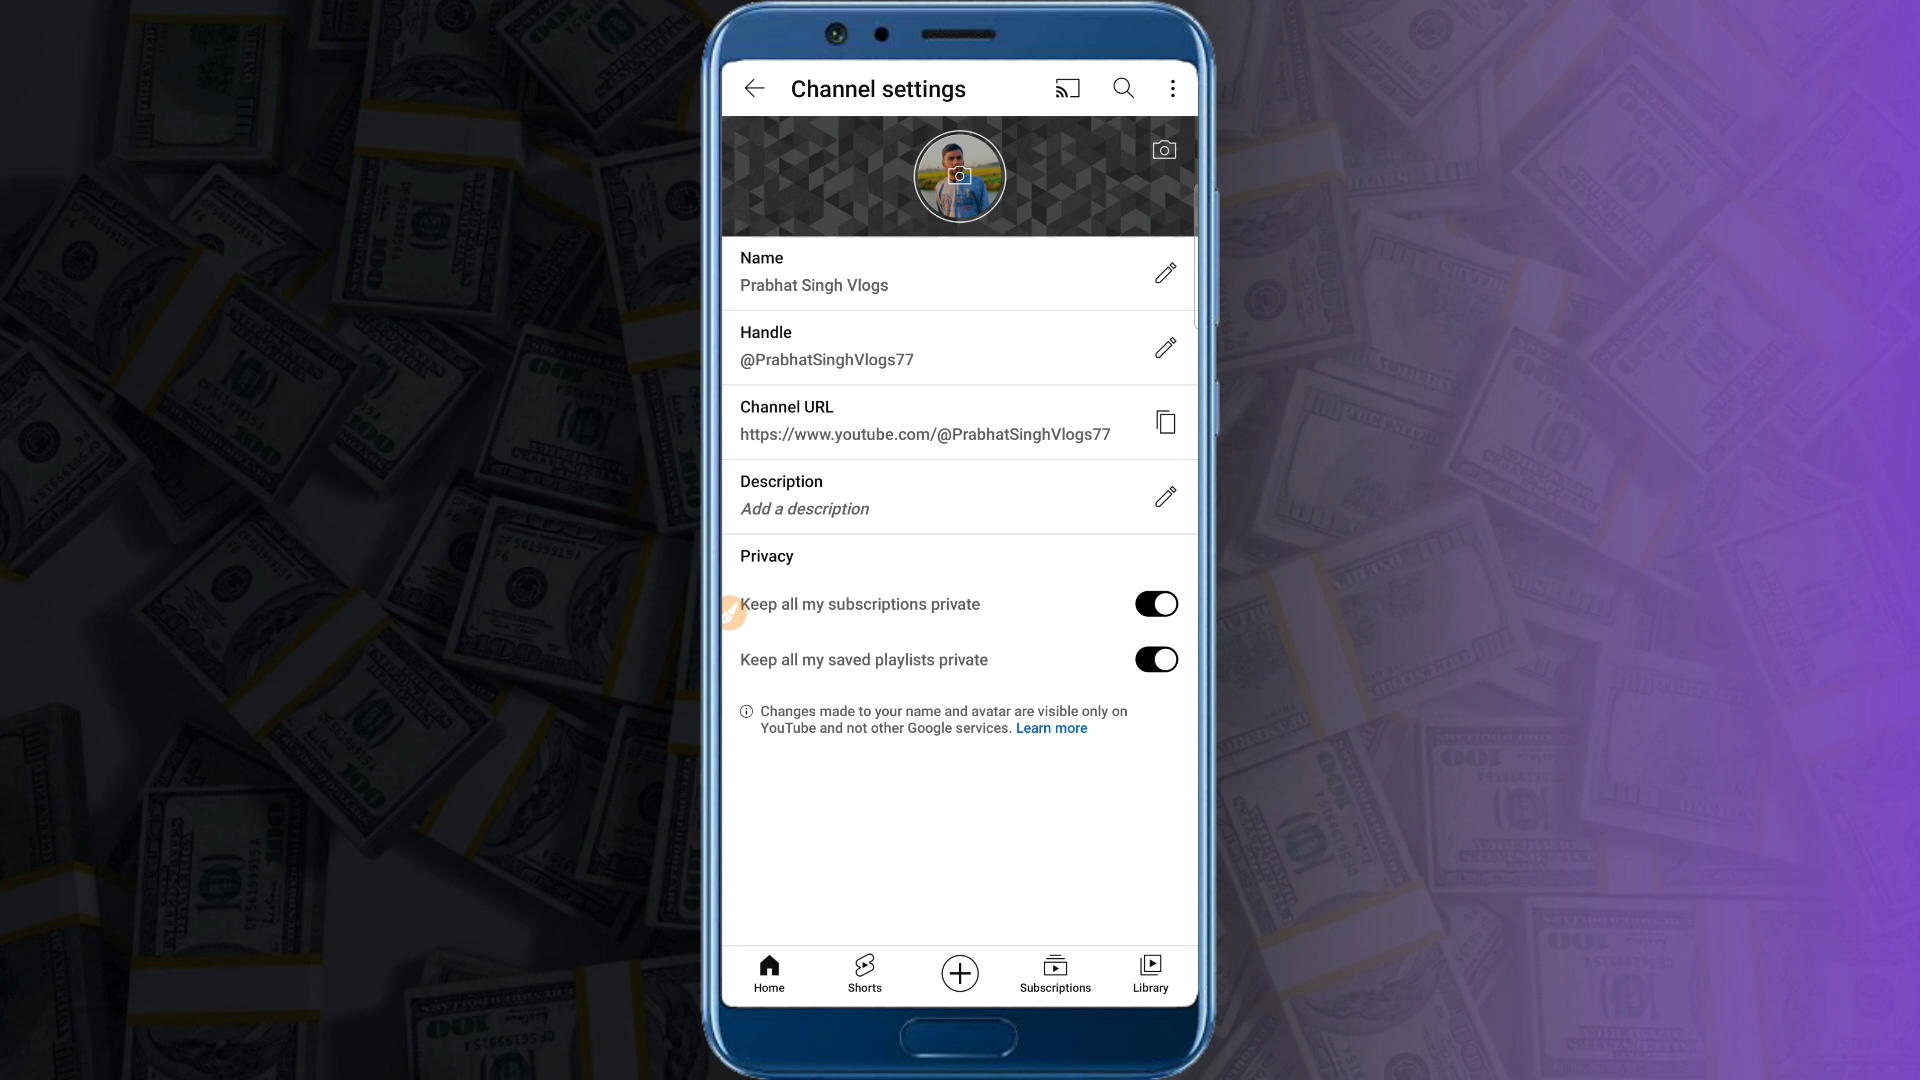 Channel settings
Name
Prabhat Singh Vlogs
Handle
@PrabhatSinghVlogs77
Channel URL
https://www.youtube.com/@PrabhatSinghVlogs77
Description
Add a description
Privacy
Keep all my subscriptions private
Keep all my saved playlists private
Changes made to your name and avatar are visible only on
YouTube and not other Google services. Learn more
Home
Shorts
Subscriptions
Library